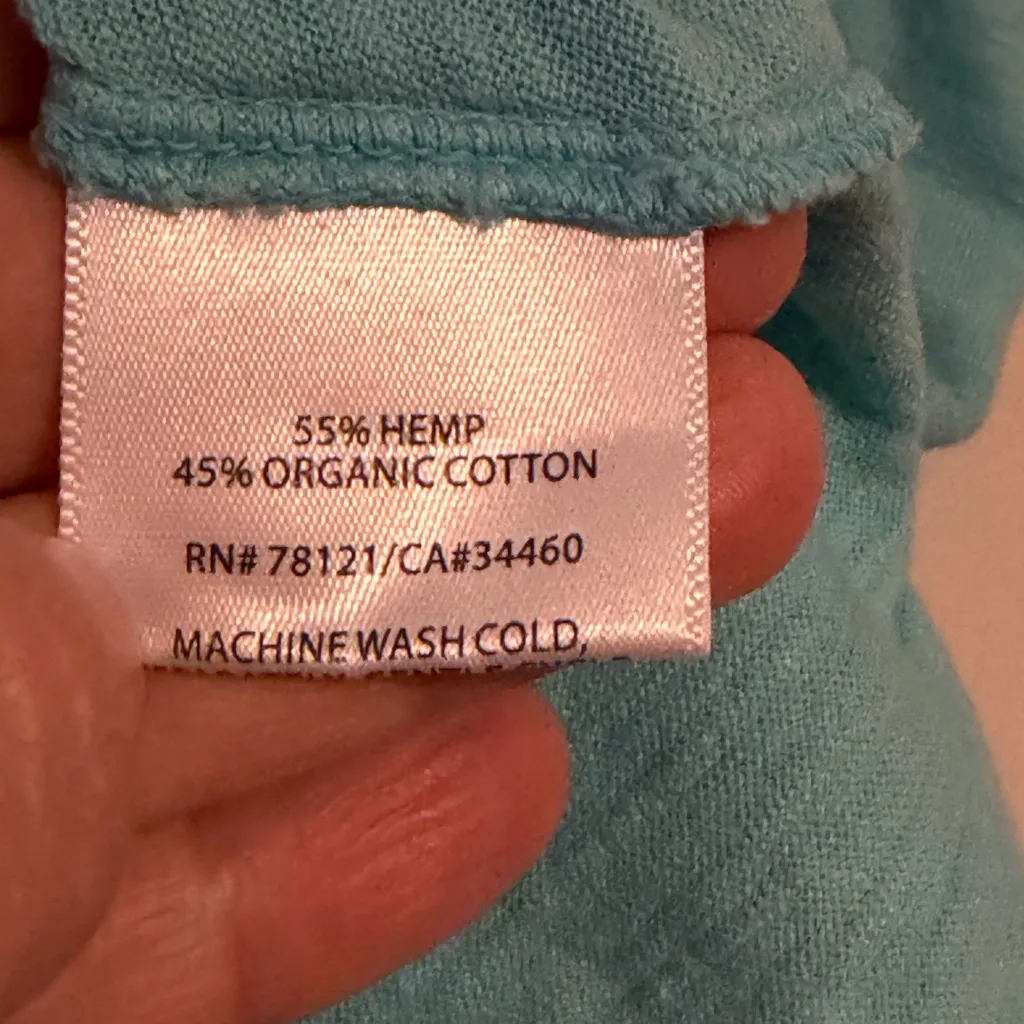 55% HEMP
45% ORGANIC COTTON
RN# 78121/CA#34460
MACHINE WASH COLD,